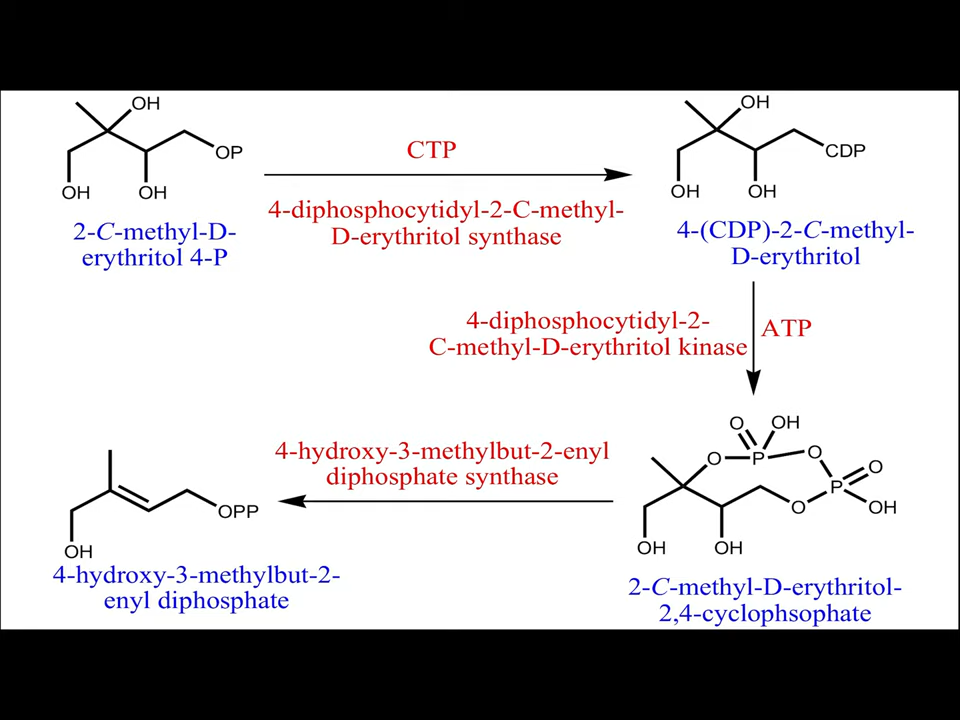 OH
OP
OH
OH
2-C-methyl-D-
erythritol 4-P
CTP
4-diphosphocytidyl-2-C-methyl-
D-erythritol synthase
OH
CDP
OH
OH
4-(CDP)-2-C-methyl-
D-erythritol
4-diphosphocytidyl-2-
C-methyl-D-erythritol kinase
ATP
O
OH
O
P
O
O
P
O
OH
OH
OH
2-C-methyl-D-erythritol-
2,4-cyclophsophate
4-hydroxy-3-methylbut-2-enyl
diphosphate synthase
OPP
OH
4-hydroxy-3-methylbut-2-
enyl diphosphate